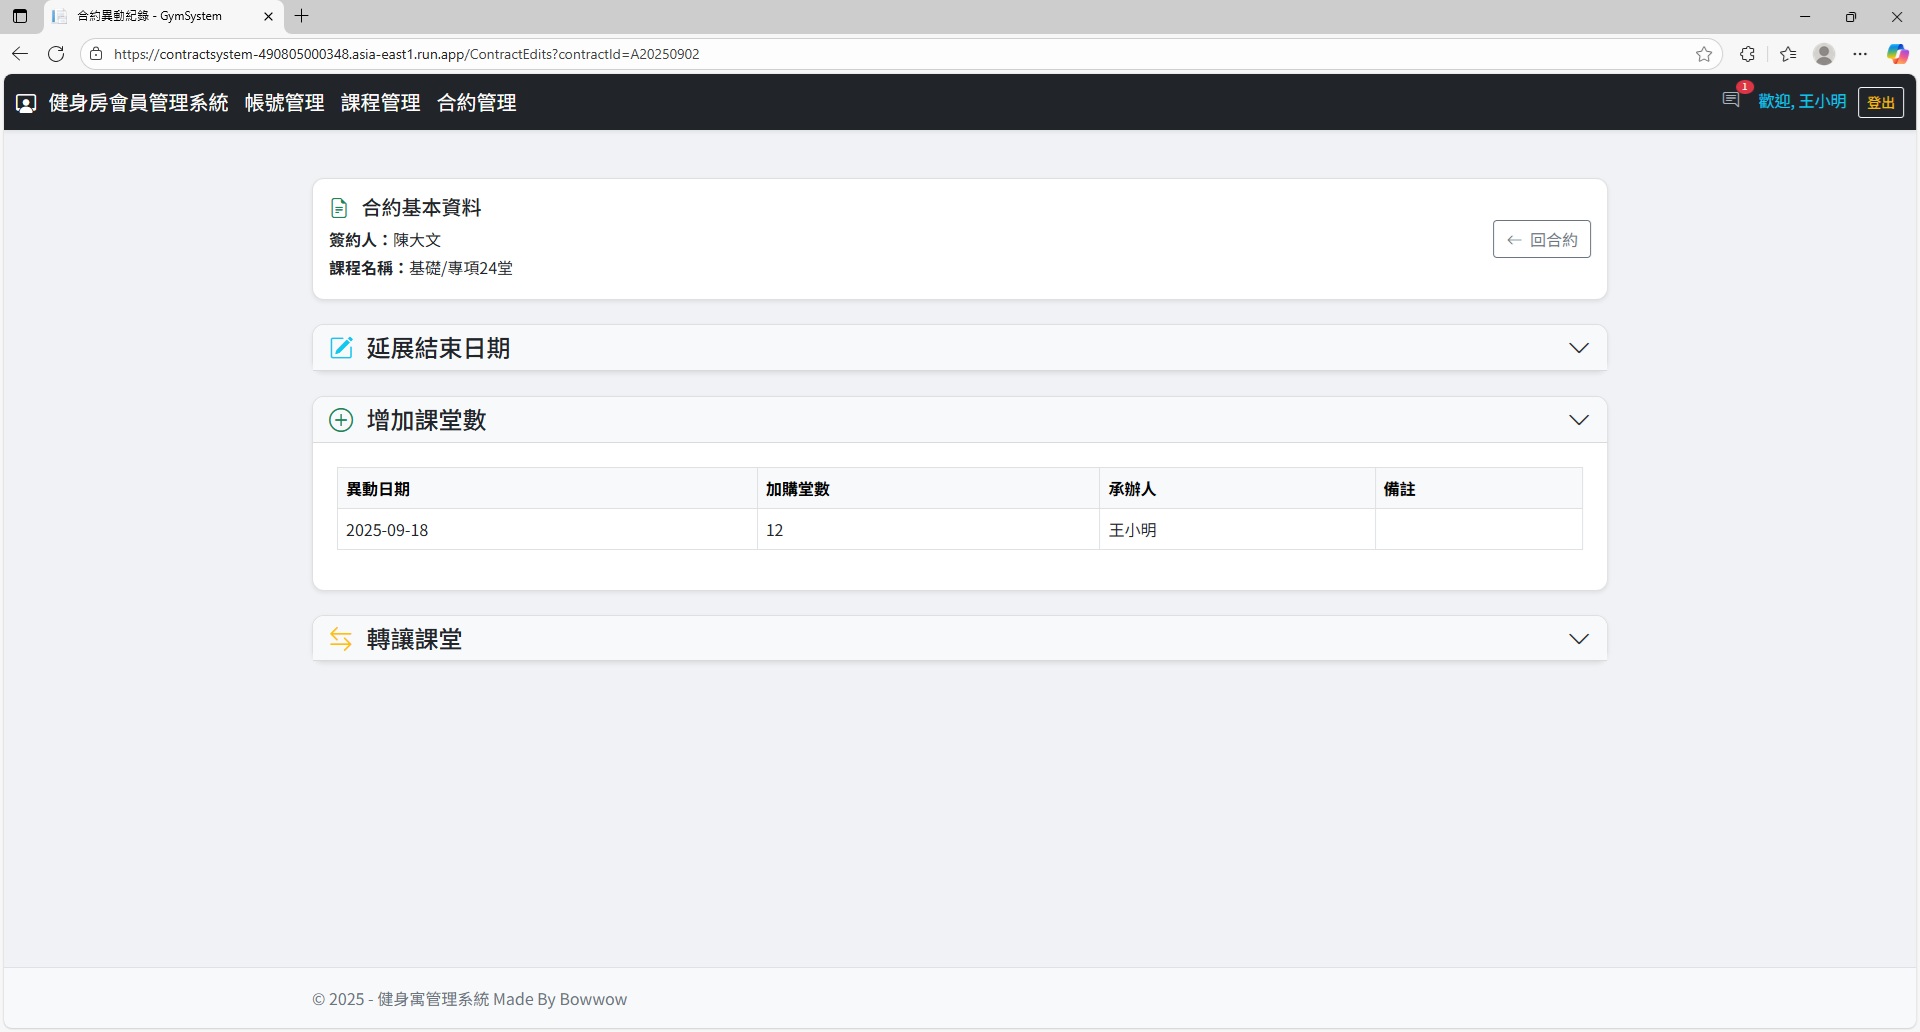 合約異動紀錄 - GymSystem
https://contractsystem-490805000348.asia-east1.run.app/ContractEdits?contractId=A20250902
健身房會員管理系統 帳號管理 課程管理 合約管理 1 歡迎, 王小明 登出
合約基本資料
簽約人：陳大文
← 回合約
課程名稱：基礎/專項24堂
延展結束日期
增加課堂數
異動日期 加購堂數 承辦人 備註
2025-09-18 12 王小明
轉讓課堂
© 2025 - 健身寓管理系統 Made By Bowwow